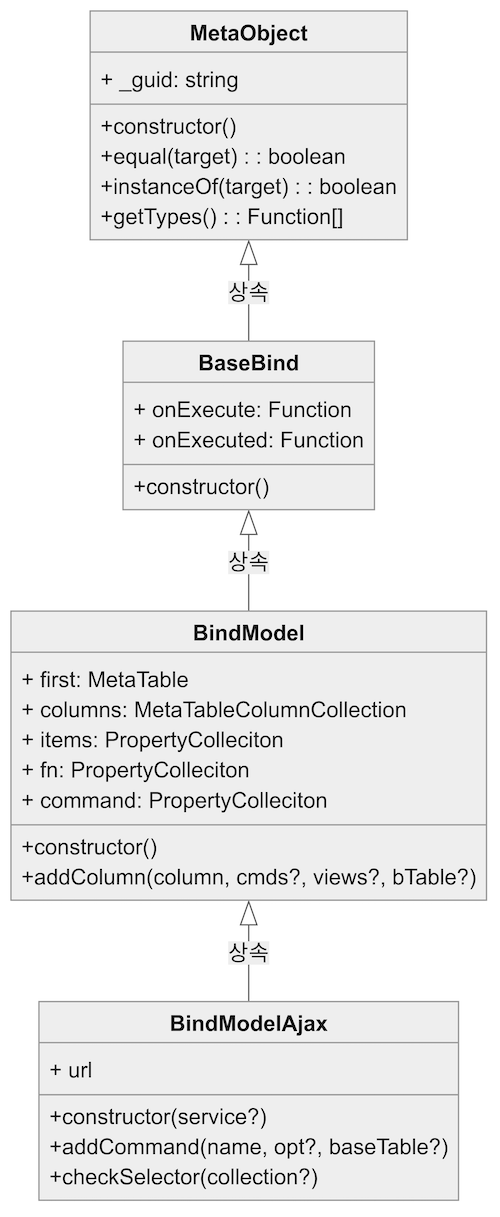 MetaObject
+ _guid: string
+constructor()
+equal(target) : : boolean
+instanceOf(target) : : boolean
+getTypes() : : Function[]
상속
BaseBind
+ onExecute: Function
+ onExecuted: Function
+constructor()
상속
BindModel
+ first: MetaTable
+ columns: MetaTableColumnCollection
+ items: PropertyColleciton
+ fn: PropertyColleciton
+ command: PropertyColleciton
+constructor()
+addColumn(column, cmds?, views?, bTable?)
상속
BindModelAjax
+ url
+constructor(service?)
+addCommand(name, opt?, baseTable?)
+checkSelector(collection?)